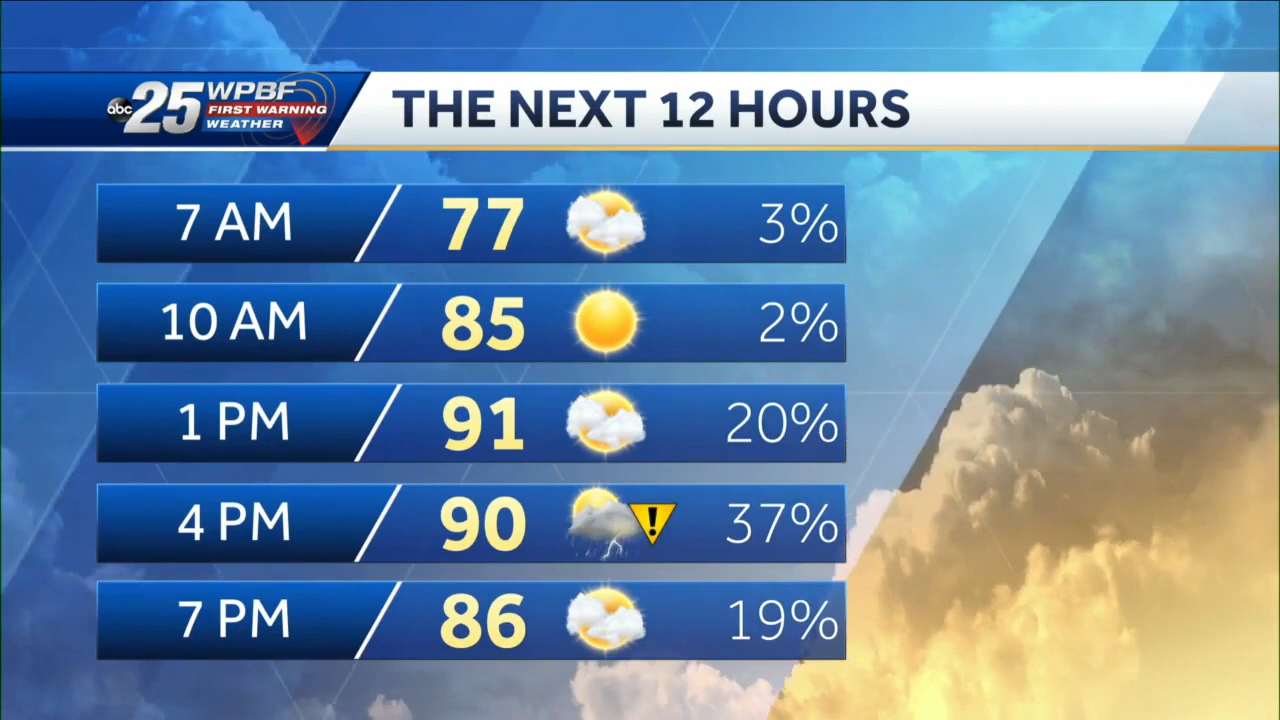 abc 25 WPBF
FIRST WARNING
WEATHER
THE NEXT 12 HOURS
7 AM 77 3%
10 AM 85 2%
1 PM 91 20%
4 PM 90 ! 37%
7 PM 86 19%